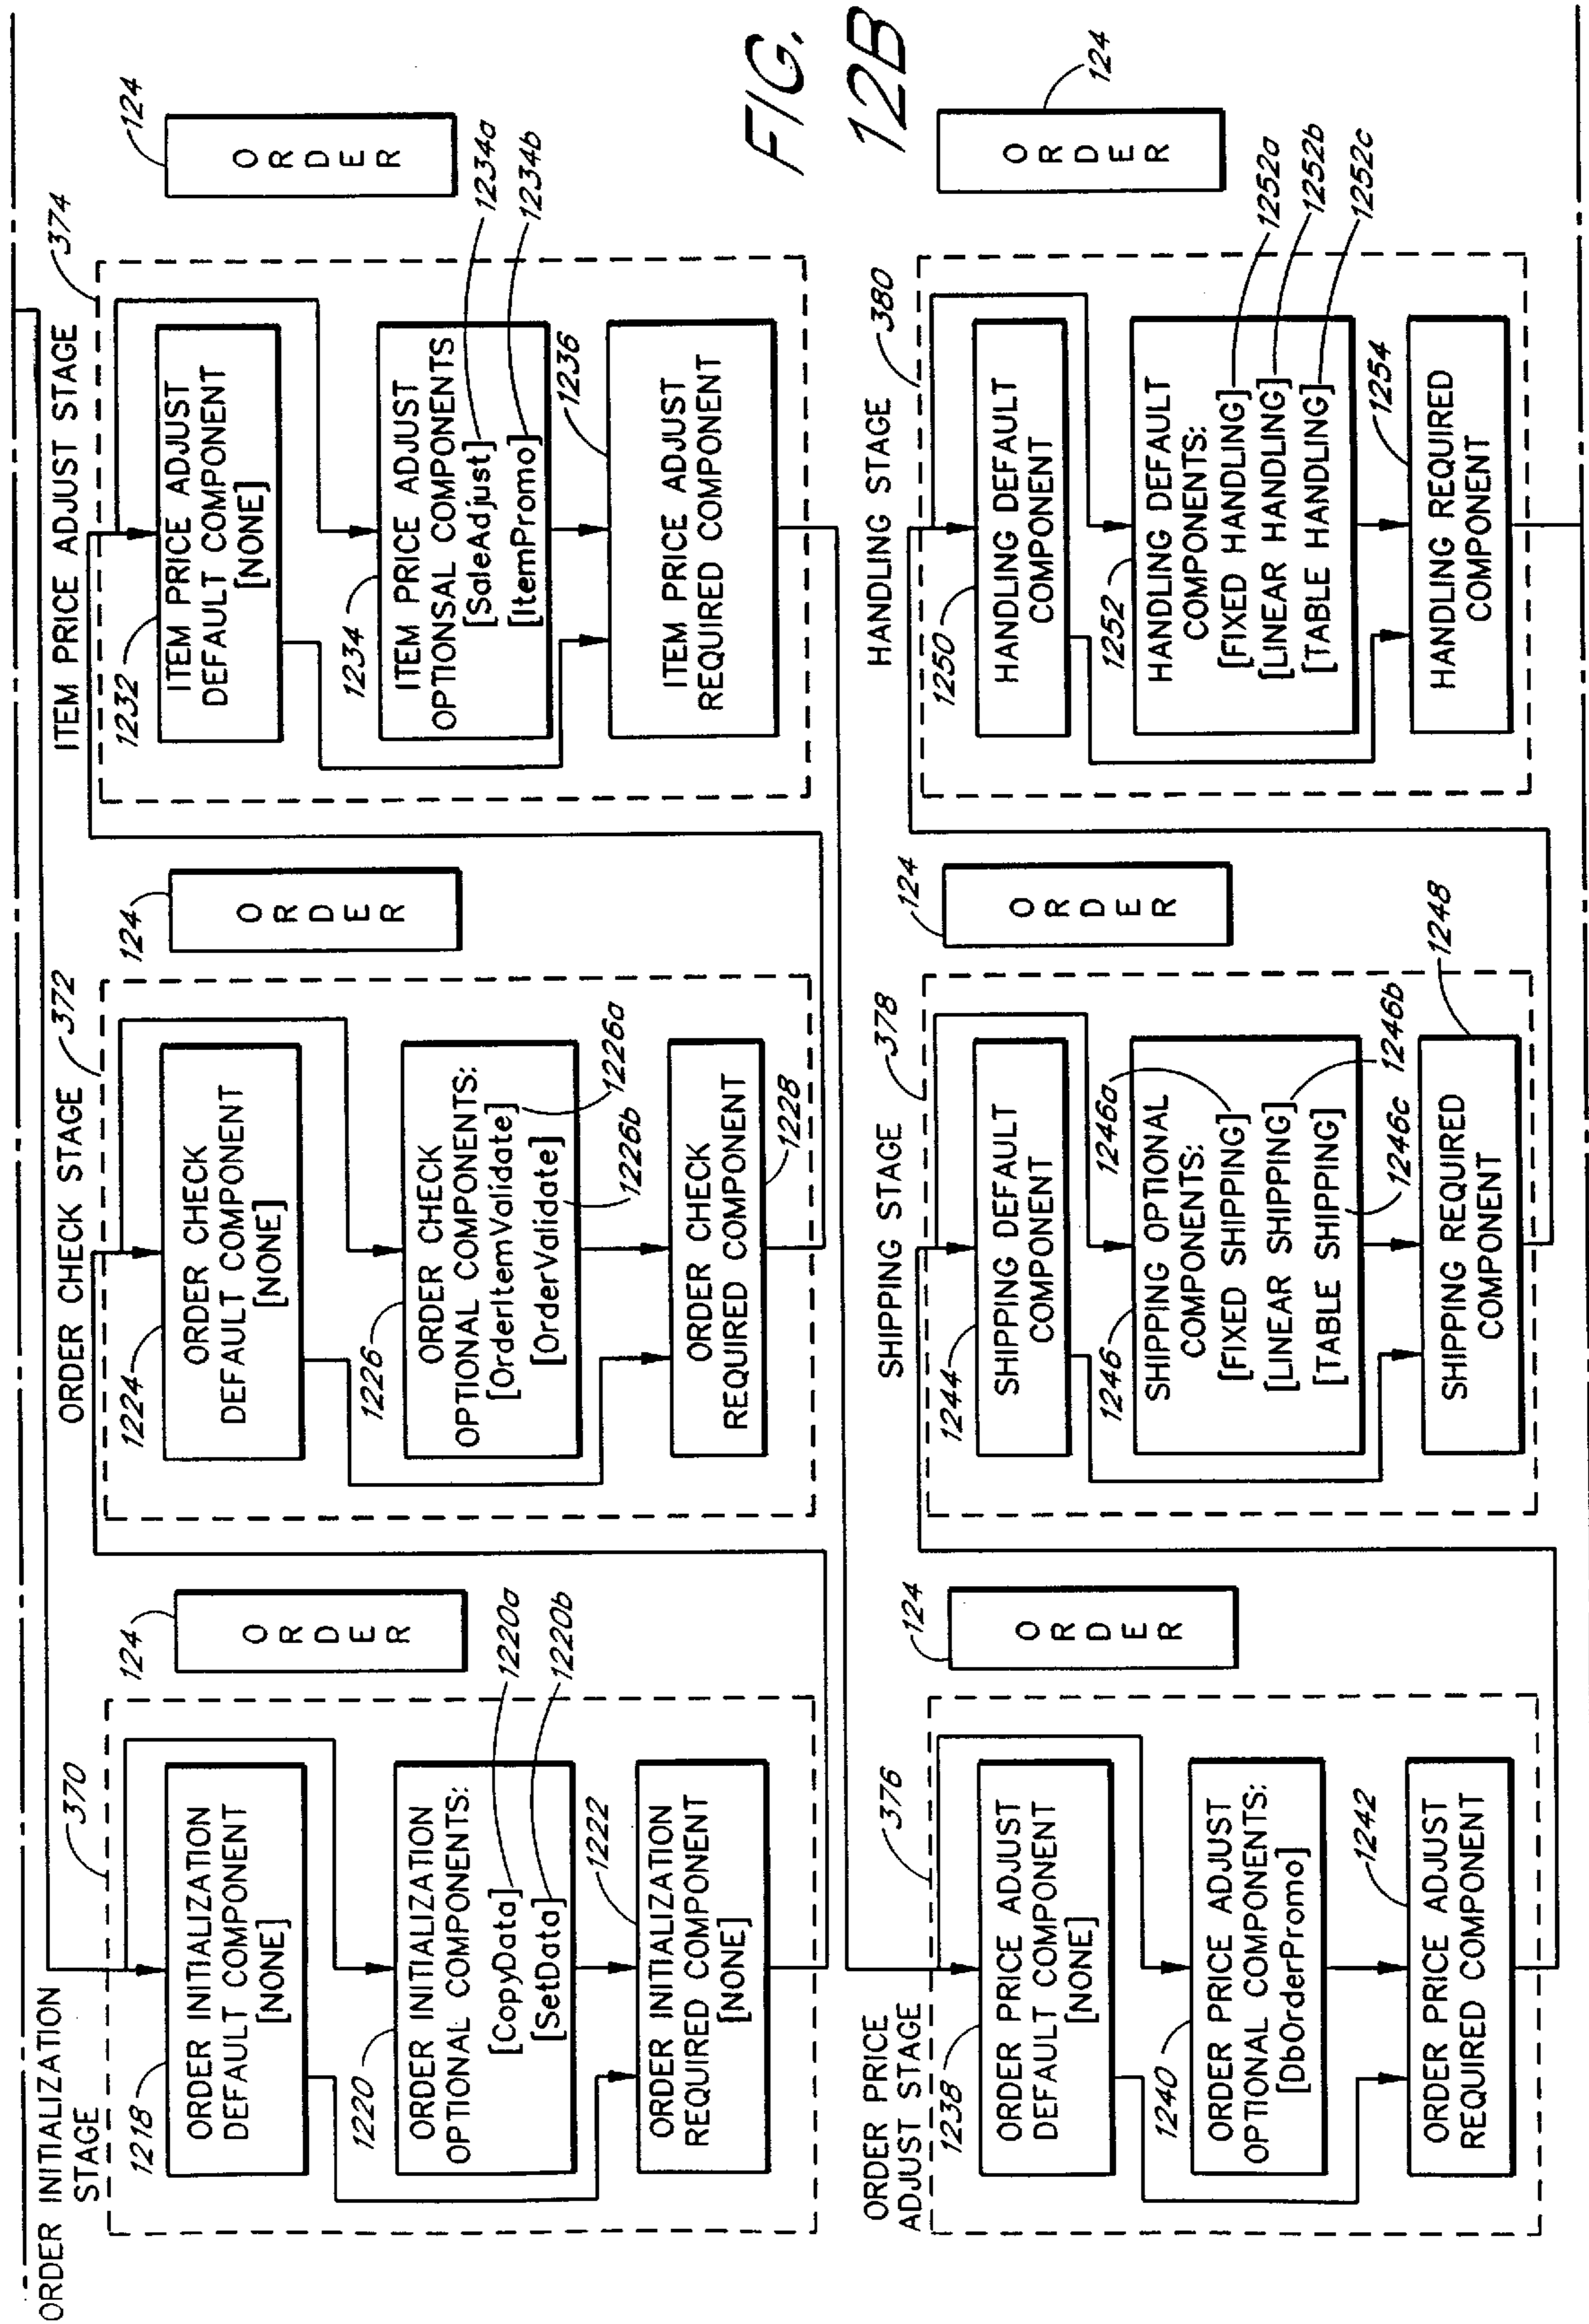 ORDER INITIALIZATION
STAGE
370
1218
ORDER INITIALIZATION
DEFAULT COMPONENT
[NONE]
1220
ORDER INITIALIZATION
OPTIONAL COMPONENTS:
[CopyData]
[SetData]
1220a
1220b
1222
ORDER INITIALIZATION
REQUIRED COMPONENT
[NONE]
124
ORDER
ORDER CHECK STAGE
372
1224
ORDER CHECK
DEFAULT COMPONENT
[NONE]
1226
ORDER CHECK
OPTIONAL COMPONENTS:
[OrderItemValidate]
[OrderValidate]
1226a
1226b
ORDER CHECK
REQUIRED COMPONENT
1228
124
ORDER
ITEM PRICE ADJUST STAGE
374
1232
ITEM PRICE ADJUST
DEFAULT COMPONENT
[NONE]
1234
ITEM PRICE ADJUST
OPTIONSAL COMPONENTS
[SaleAdjust]
[ItemPromo]
1234a
1234b
1236
ITEM PRICE ADJUST
REQUIRED COMPONENT
124
ORDER
FIG.
12B
ORDER PRICE
ADJUST STAGE
376
1238
ORDER PRICE ADJUST
DEFAULT COMPONENT
[NONE]
1240
ORDER PRICE ADJUST
OPTIONAL COMPONENTS:
[DbOrderPromo]
1242
ORDER PRICE ADJUST
REQUIRED COMPONENT
124
ORDER
SHIPPING STAGE
378
1244
SHIPPING DEFAULT
COMPONENT
1246
SHIPPING OPTIONAL
COMPONENTS:
[FIXED SHIPPING]
[LINEAR SHIPPING]
[TABLE SHIPPING]
1246a
1246b
1246c
1248
SHIPPING REQUIRED
COMPONENT
124
ORDER
HANDLING STAGE
380
1250
HANDLING DEFAULT
COMPONENT
1252
HANDLING DEFAULT
COMPONENTS:
[FIXED HANDLING]
[LINEAR HANDLING]
[TABLE HANDLING]
1252a
1252b
1252c
1254
HANDLING REQUIRED
COMPONENT
124
ORDER